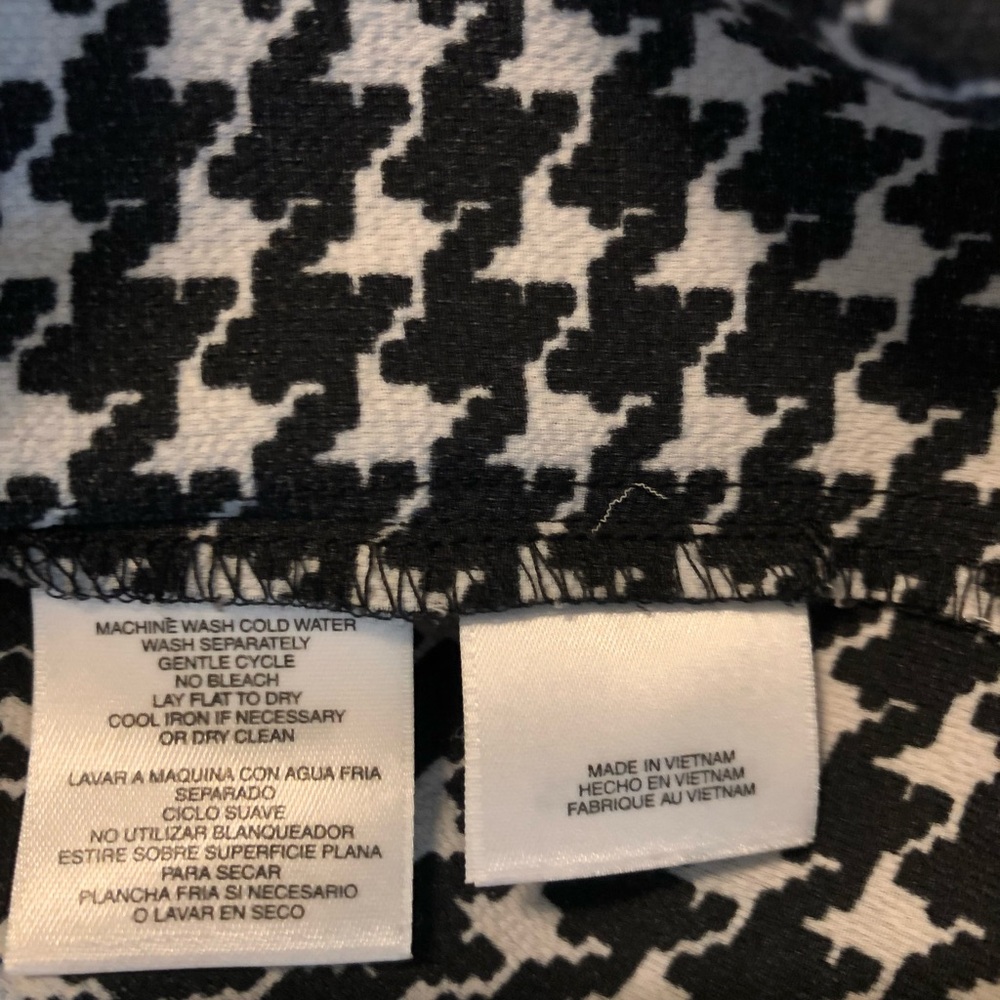 MACHINE WASH COLD WATER
WASH SEPARATELY
GENTLE CYCLE
NO BLEACH
LAY FLAT TO DRY
COOL IRON IF NECESSARY
OR DRY CLEAN
LAVAR A MAQUINA CON AGUA FRIA
SEPARADO
CICLO SUAVE
NO UTILIZAR BLANQUEADOR
ESTIRE SOBRE SUPERFICIE PLANA
PARA SECAR
PLANCHA FRIA SI NECESARIO
O LAVAR EN SECO
MADE IN VIETNAM
HECHO EN VIETNAM
FABRIQUE AU VIETNAM